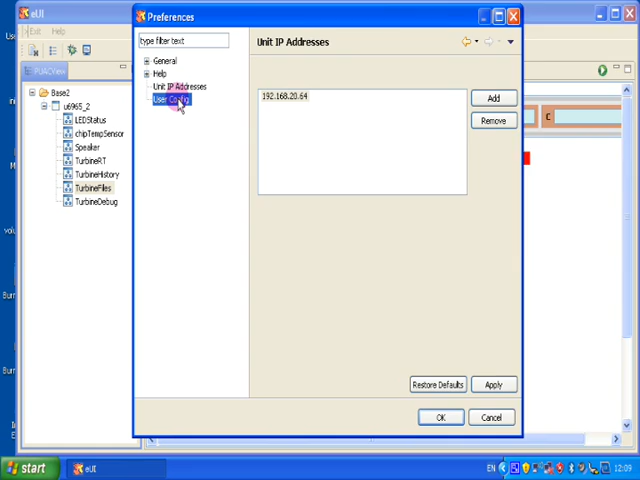 eUI
Preferences
Exit Help
type filter text
General
Help
Unit IP Addresses
User Config
Unit IP Addresses
192.168.20.64
Add
Remove
Base2
u6965_2
LEDStatus
chipTempSensor
Speaker
TurbineRT
TurbineHistory
TurbineFiles
TurbineDebug
C
Restore Defaults
Apply
OK
Cancel
start
eUI
EN
12:09